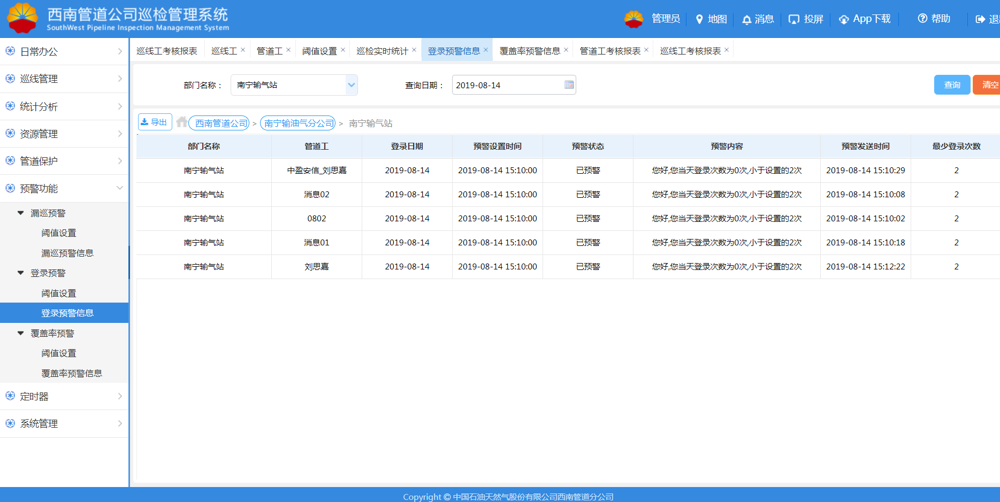 西南管道公司巡检管理系统
SouthWest Pipeline Inspection Management System
管理员 地图 消息 投屏 App下载 帮助
日常办公
巡线管理
统计分析
资源管理
管道保护
预警功能
漏巡预警
阈值设置
漏巡预警信息
登录预警
阈值设置
登录预警信息
覆盖率预警
阈值设置
覆盖率预警信息
定时器
系统管理
巡线工考核报表 巡线工 × 管道工 × 阈值设置 × 巡检实时统计 × 登录预警信息 × 覆盖率预警信息 × 管道工考核报表 × 巡线工考核报表 ×
部门名称： 南宁输气站 查询日期： 2019-08-14 查询 清空
导出 西南管道公司 > 南宁输油气分公司 > 南宁输气站
部门名称 管道工 登录日期 预警设置时间 预警状态 预警内容 预警发送时间 最少登录次数
南宁输气站 中盈安信_刘思嘉 2019-08-14 2019-08-14 15:10:00 已预警 您好,您当天登录次数为0次,小于设置的2次 2019-08-14 15:10:29 2
南宁输气站 消息02 2019-08-14 2019-08-14 15:10:00 已预警 您好,您当天登录次数为0次,小于设置的2次 2019-08-14 15:10:08 2
南宁输气站 0802 2019-08-14 2019-08-14 15:10:00 已预警 您好,您当天登录次数为0次,小于设置的2次 2019-08-14 15:10:02 2
南宁输气站 消息01 2019-08-14 2019-08-14 15:10:00 已预警 您好,您当天登录次数为0次,小于设置的2次 2019-08-14 15:10:18 2
南宁输气站 刘思嘉 2019-08-14 2019-08-14 15:10:00 已预警 您好,您当天登录次数为0次,小于设置的2次 2019-08-14 15:12:22 2
Copyright © 中国石油天然气股份有限公司西南管道分公司